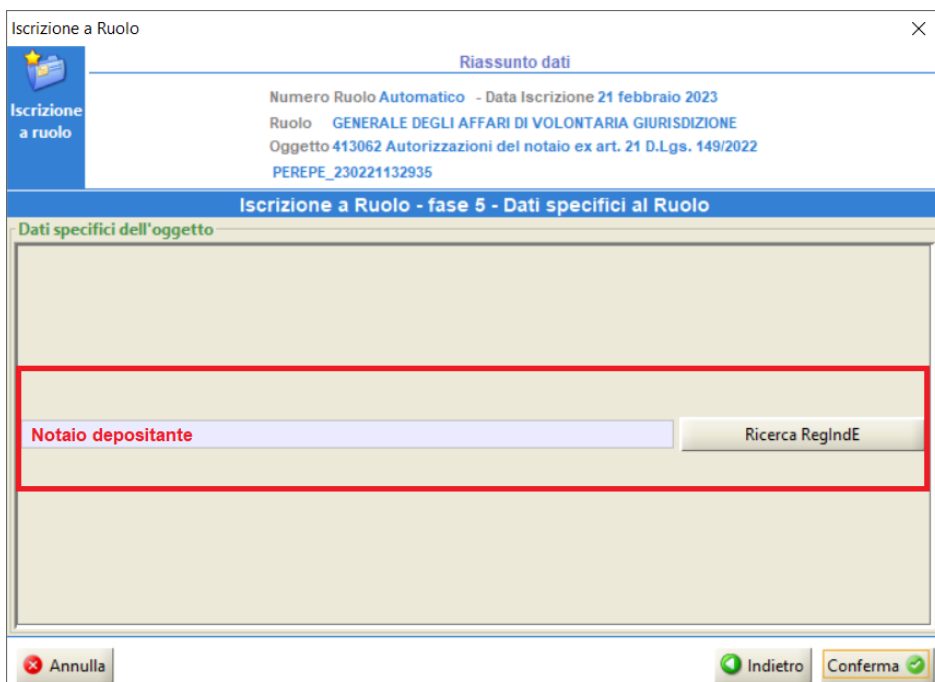 Iscrizione a Ruolo
Iscrizione
a ruolo
Riassunto dati
Numero Ruolo Automatico - Data Iscrizione 21 febbraio 2023
Ruolo GENERALE DEGLI AFFARI DI VOLONTARIA GIURISDIZIONE
Oggetto 413062 Autorizzazioni del notaio ex art. 21 D.Lgs. 149/2022
PEREPE_230221132935
Iscrizione a Ruolo - fase 5 - Dati specifici al Ruolo
Dati specifici dell'oggetto
Notaio depositante
Ricerca RegIndE
Annulla
Indietro
Conferma